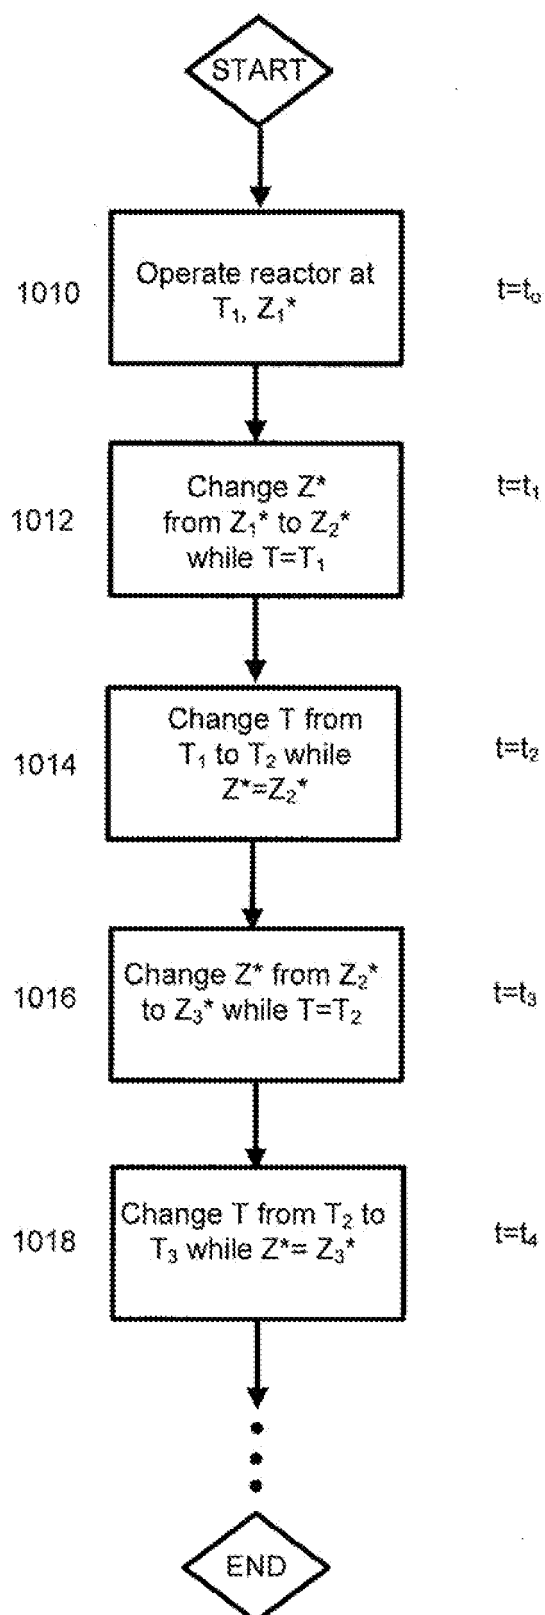 START
1010
Operate reactor at
T₁, Z₁*
t=t₀
1012
Change Z*
from Z₁* to Z₂*
while T=T₁
t=t₁
1014
Change T from
T₁ to T₂ while
Z*=Z₂*
t=t₂
1016
Change Z* from Z₂*
to Z₃* while T=T₂
t=t₃
1018
Change T from T₂ to
T₃ while Z*= Z₃*
t=t₄
END